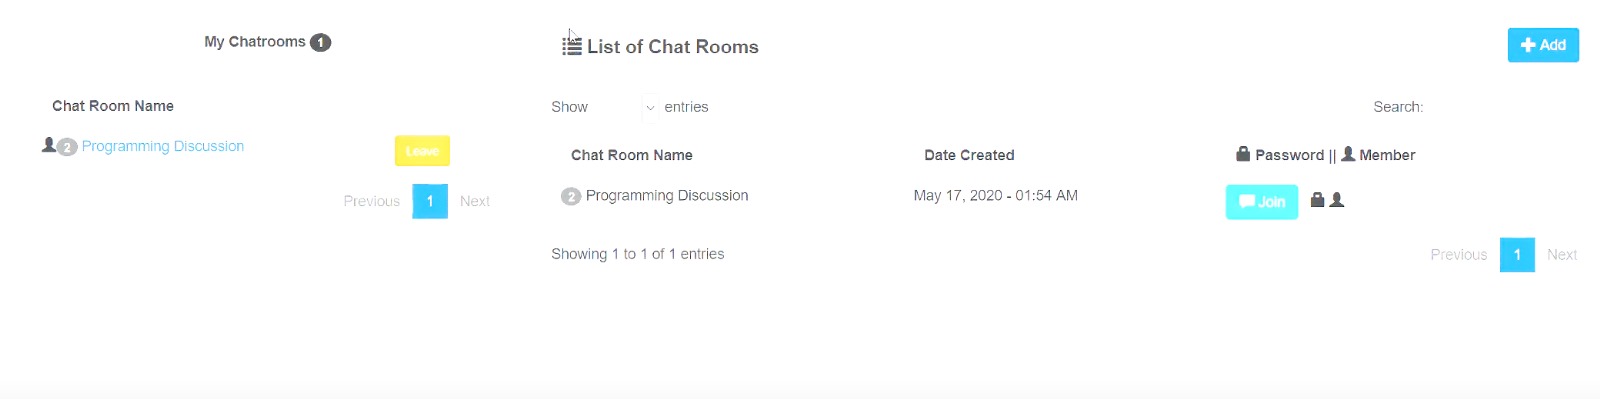 My Chatrooms 1
Chat Room Name
2 Programming Discussion Leave
Previous 1 Next
List of Chat Rooms
Add
Show entries
Search:
Chat Room Name Date Created Password || Member
2 Programming Discussion May 17, 2020 - 01:54 AM Join
Showing 1 to 1 of 1 entries
Previous 1 Next